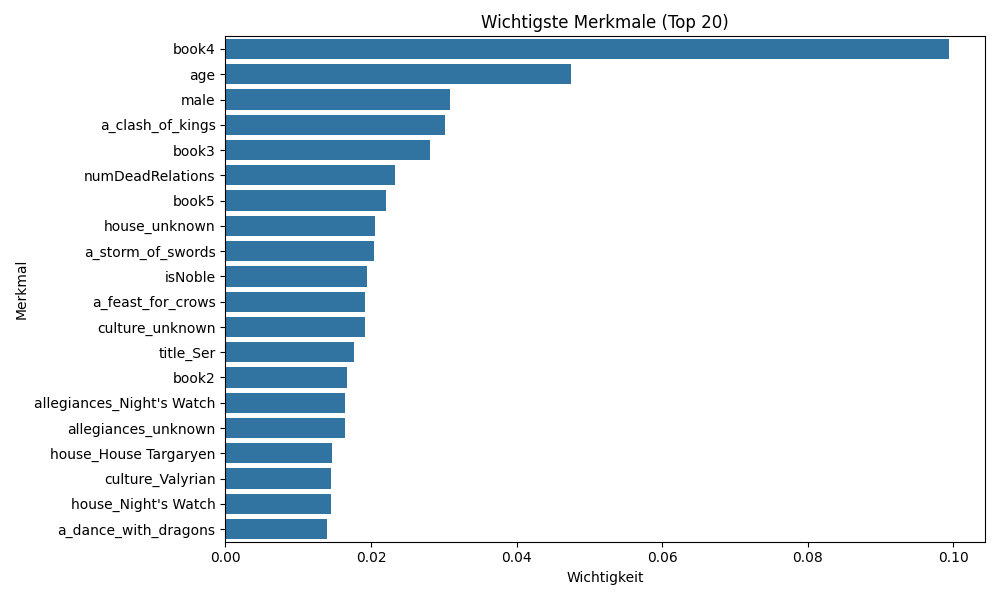 Wichtigste Merkmale (Top 20)
book4
age
male
a_clash_of_kings
book3
numDeadRelations
book5
house_unknown
a_storm_of_swords
isNoble
a_feast_for_crows
culture_unknown
title_Ser
book2
allegiances_Night's Watch
allegiances_unknown
house_House Targaryen
culture_Valyrian
house_Night's Watch
a_dance_with_dragons
Merkmal
0.00 0.02 0.04 0.06 0.08 0.10
Wichtigkeit